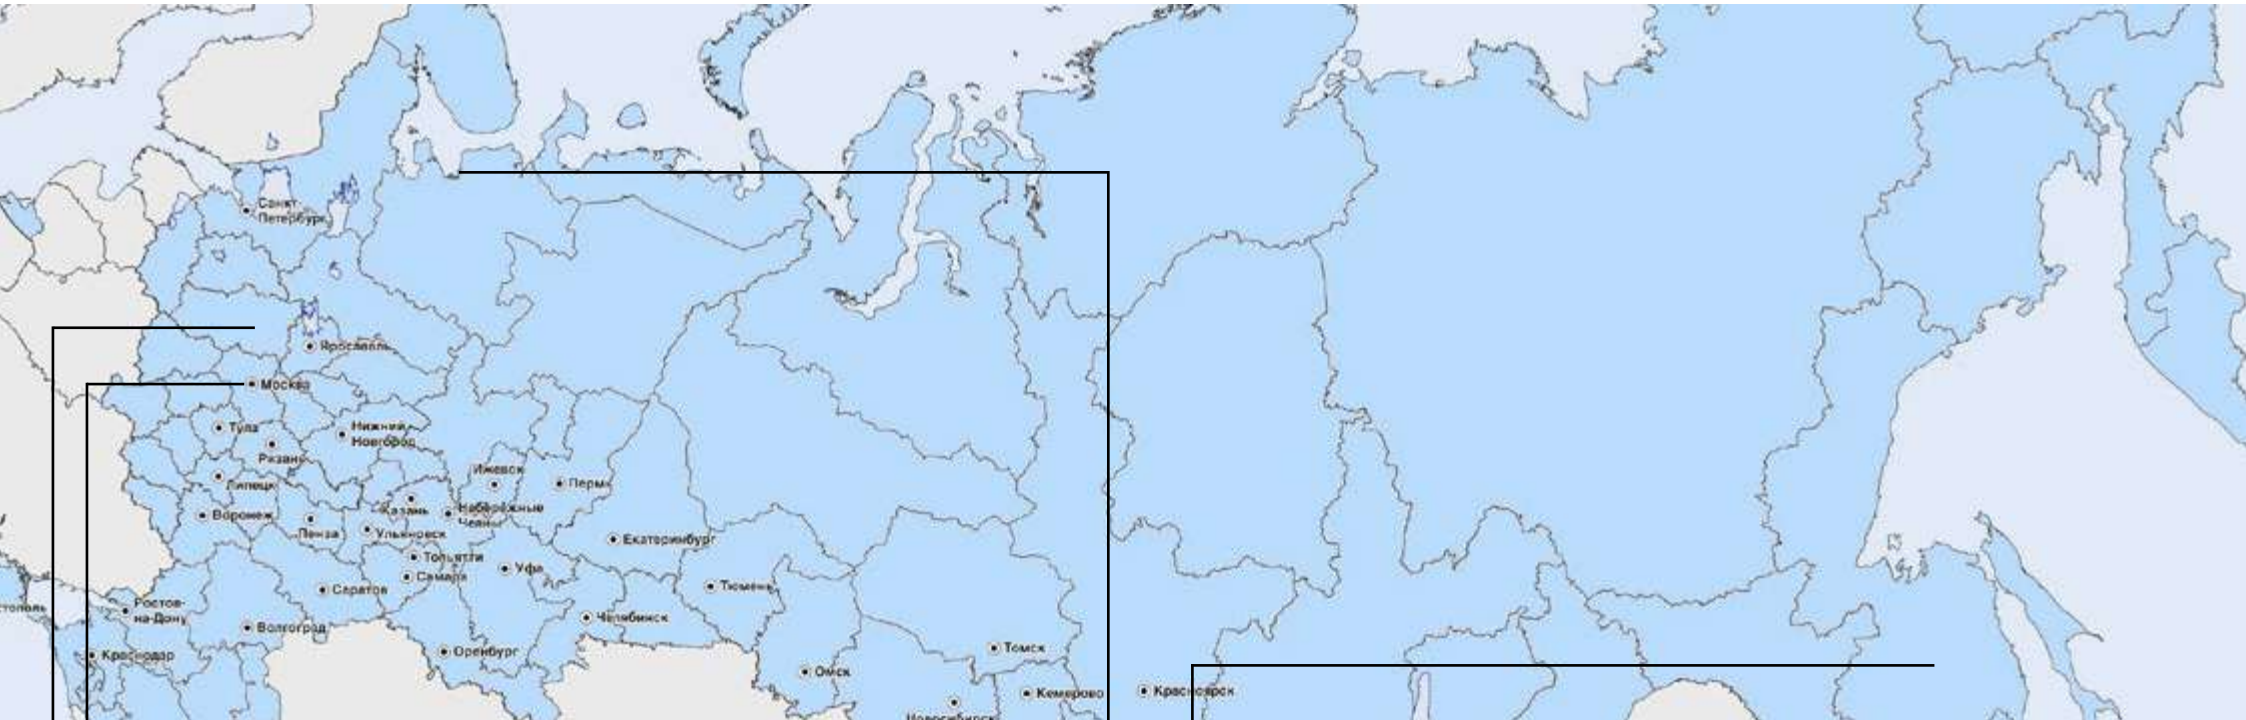 Санкт-
Петербург
Ярославль
Москва
Тула
Нижний
Новгород
Рязань
Липецк
Ижевск
Пермь
Казань
Набережные
Челны
Воронеж
Пенза
Ульяновск
Екатеринбург
Тольятти
Самара
Уфа
Тюмень
Саратов
Ростов-
на-Дону
Челябинск
Волгоград
Оренбург
Томск
Краснодар
Омск
Кемерово
Красноярск
Новосибирск